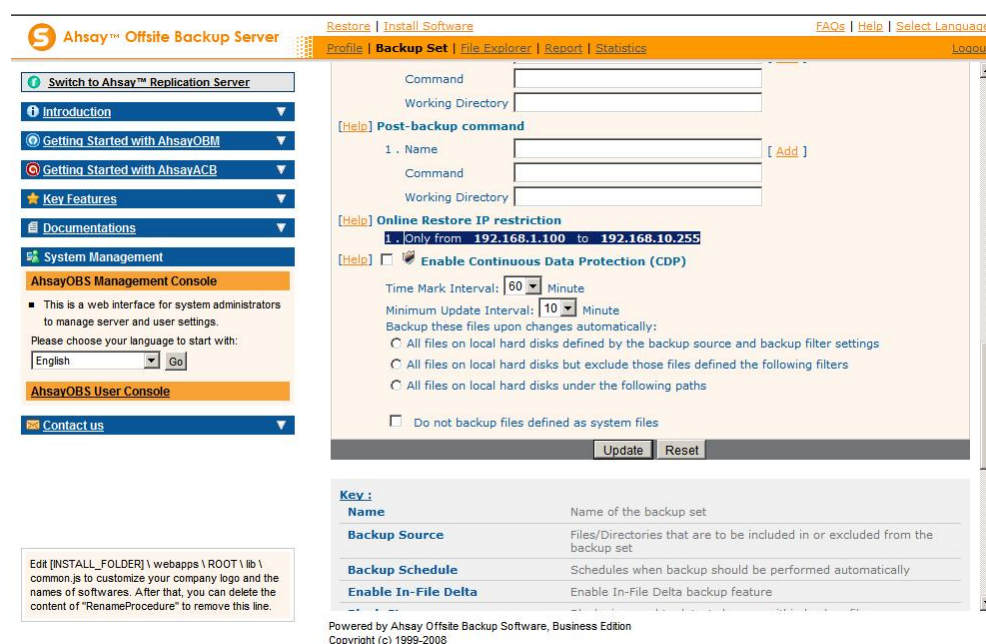 Ahsay™ Offsite Backup Server
Restore | Install Software
FAQs | Help | Select Language
Profile | Backup Set | File Explorer | Report | Statistics
Logout
Switch to Ahsay™ Replication Server
Introduction
Getting Started with AhsayOBM
Getting Started with AhsayACB
Key Features
Documentations
System Management
AhsayOBS Management Console
This is a web interface for system administrators
to manage server and user settings.
Please choose your language to start with:
English Go
AhsayOBS User Console
Contact us
Edit [INSTALL_FOLDER] \ webapps \ ROOT \ lib \
common.js to customize your company logo and the
names of softwares. After that, you can delete the
content of "RenameProcedure" to remove this line.
[ Add ]
Command
Working Directory
[Help] Post-backup command
1 . Name [ Add ]
Command
Working Directory
[Help] Online Restore IP restriction
1 . Only from 192.168.1.100 to 192.168.10.255
[Help] Enable Continuous Data Protection (CDP)
Time Mark Interval: 60 Minute
Minimum Update Interval: 10 Minute
Backup these files upon changes automatically:
All files on local hard disks defined by the backup source and backup filter settings
All files on local hard disks but exclude those files defined the following filters
All files on local hard disks under the following paths
Do not backup files defined as system files
Update Reset
Key :
Name Name of the backup set
Backup Source Files/Directories that are to be included in or excluded from the
backup set
Backup Schedule Schedules when backup should be performed automatically
Enable In-File Delta Enable In-File Delta backup feature
Powered by Ahsay Offsite Backup Software, Business Edition
Copyright (c) 1999-2008